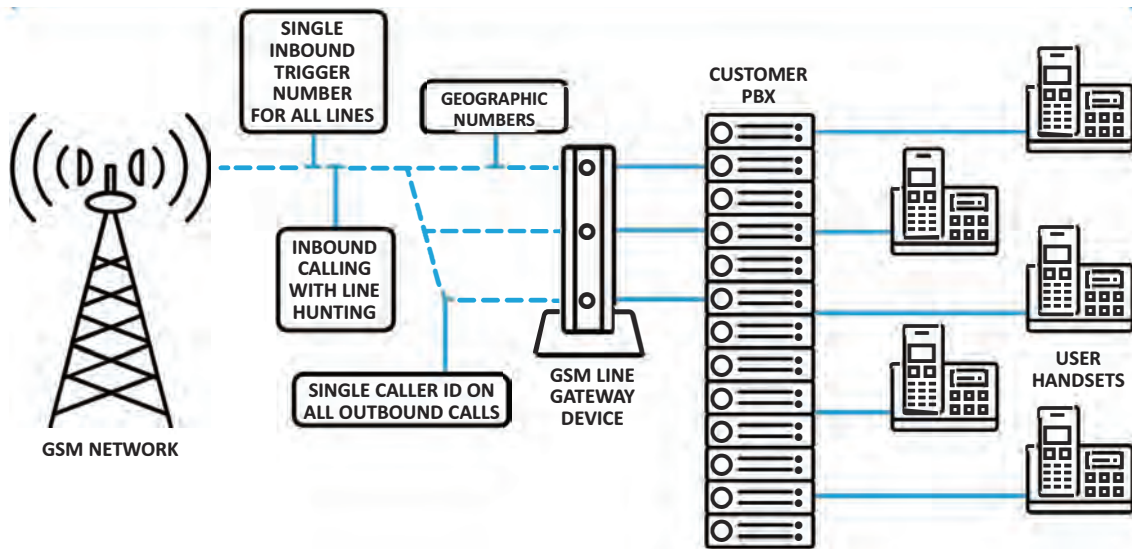 SINGLE
INBOUND
TRIGGER
NUMBER
FOR ALL LINES
GEOGRAPHIC
NUMBERS
CUSTOMER
PBX
INBOUND
CALLING
WITH LINE
HUNTING
SINGLE CALLER ID ON
ALL OUTBOUND CALLS
GSM LINE
GATEWAY
DEVICE
USER
HANDSETS
GSM NETWORK